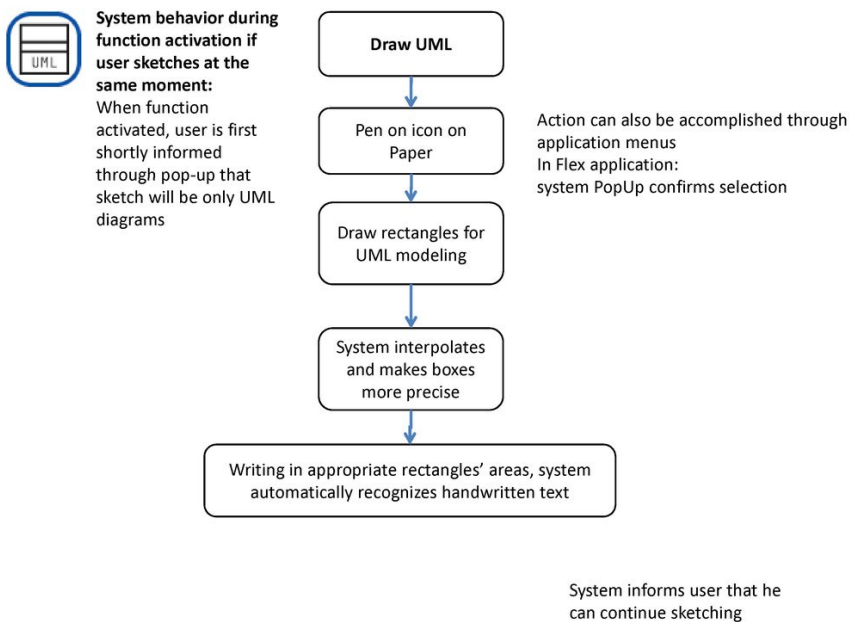 UML
System behavior during
function activation if
user sketches at the
same moment:
When function
activated, user is first
shortly informed
through pop-up that
sketch will be only UML
diagrams
Draw UML
Pen on icon on
Paper
Action can also be accomplished through
application menus
In Flex application:
system PopUp confirms selection
Draw rectangles for
UML modeling
System interpolates
and makes boxes
more precise
Writing in appropriate rectangles’ areas, system
automatically recognizes handwritten text
System informs user that he
can continue sketching